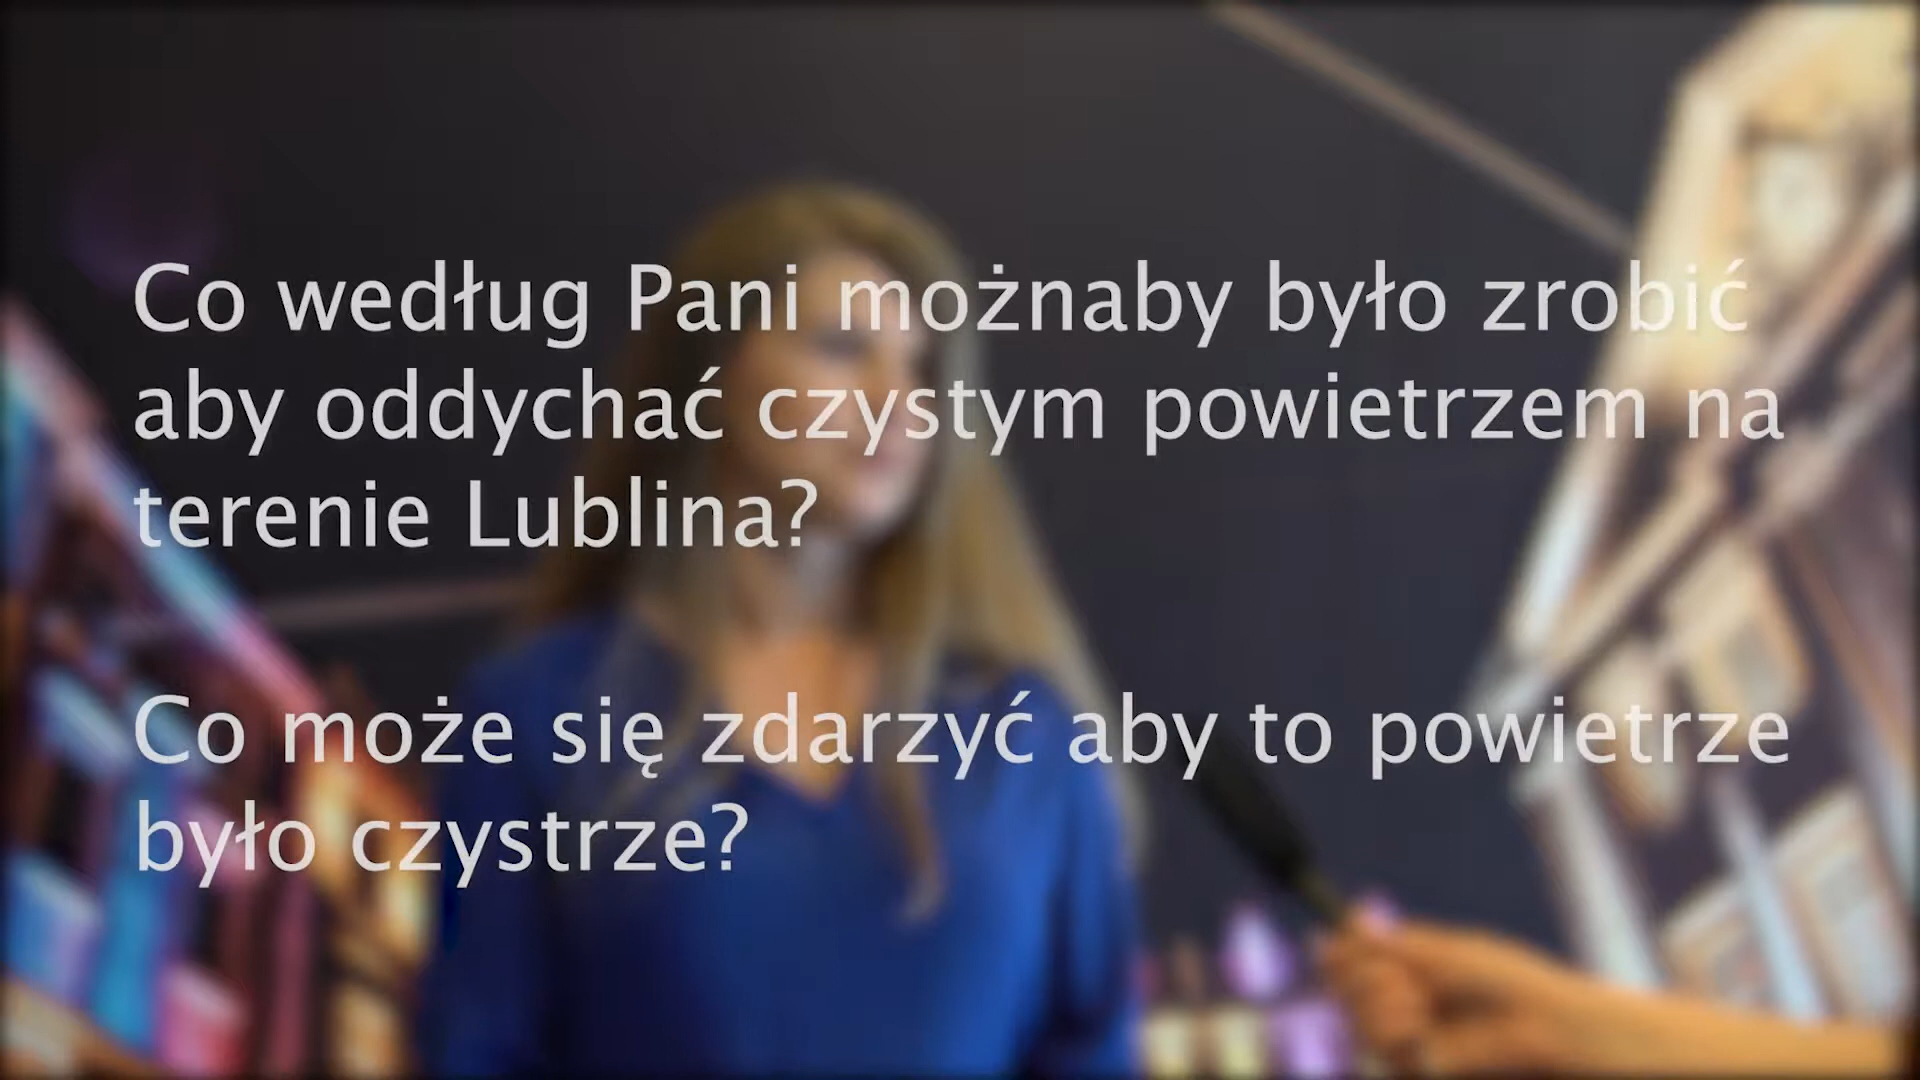 Co według Pani możnaby było zrobić
aby oddychać czystym powietrzem na
terenie Lublina?
Co może się zdarzyć aby to powietrze
było czystrze?